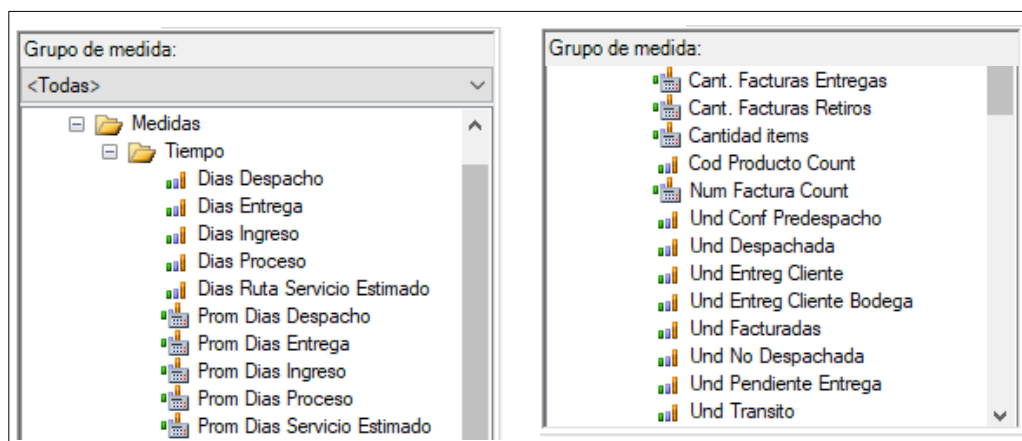 Grupo de medida:
<Todas>
Medidas
Tiempo
Dias Despacho
Dias Entrega
Dias Ingreso
Dias Proceso
Dias Ruta Servicio Estimado
Prom Dias Despacho
Prom Dias Entrega
Prom Dias Ingreso
Prom Dias Proceso
Prom Dias Servicio Estimado
Grupo de medida:
Cant. Facturas Entregas
Cant. Facturas Retiros
Cantidad items
Cod Producto Count
Num Factura Count
Und Conf Predespacho
Und Despachada
Und Entreg Cliente
Und Entreg Cliente Bodega
Und Facturadas
Und No Despachada
Und Pendiente Entrega
Und Transito